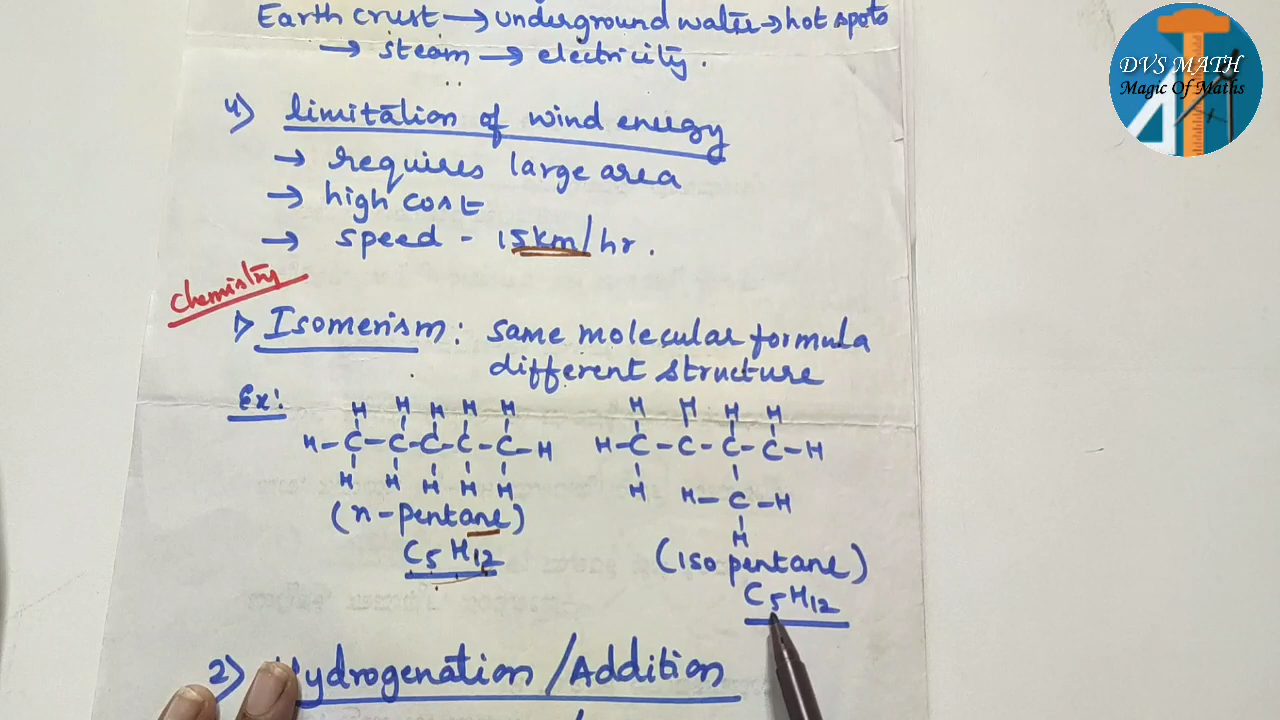 Earth crust → underground water → hot spots
→ steam → electricity.
4) limitation of wind energy
→ requires large area
→ high cost
→ speed - 15km/hr.
Chemistry
1) Isomerism: same molecular formula
different structure
Ex:
H H H H H
H-C-C-C-C-C-H
H H H H H
(n-pentane)
C5H12
H H H H
H-C-C-C-C-H
H
H-C-H
H
(Iso pentane)
C5H12
2) Hydrogenation/Addition
DVS MATH
Magic Of Maths